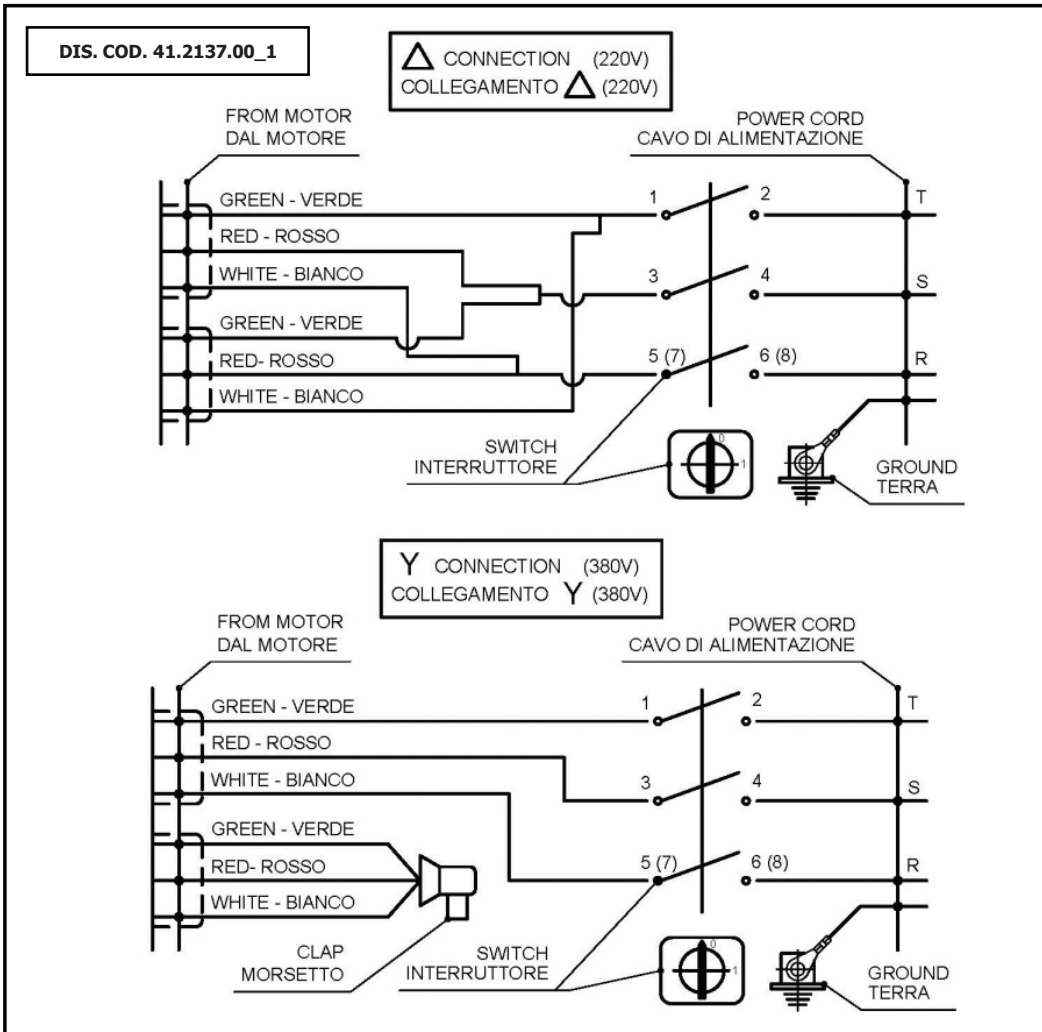 DIS. COD. 41.2137.00_1
△ CONNECTION (220V)
COLLEGAMENTO △ (220V)
FROM MOTOR
DAL MOTORE
POWER CORD
CAVO DI ALIMENTAZIONE
GREEN - VERDE
1
2
T
RED - ROSSO
WHITE - BIANCO
3
4
S
GREEN - VERDE
RED- ROSSO
5 (7)
6 (8)
R
WHITE - BIANCO
SWITCH
INTERRUTTORE
0
1
GROUND
TERRA
Y CONNECTION (380V)
COLLEGAMENTO Y (380V)
FROM MOTOR
DAL MOTORE
POWER CORD
CAVO DI ALIMENTAZIONE
GREEN - VERDE
1
2
T
RED - ROSSO
WHITE - BIANCO
3
4
S
GREEN - VERDE
RED- ROSSO
5 (7)
6 (8)
R
WHITE - BIANCO
CLAP
MORSETTO
SWITCH
INTERRUTTORE
0
1
GROUND
TERRA